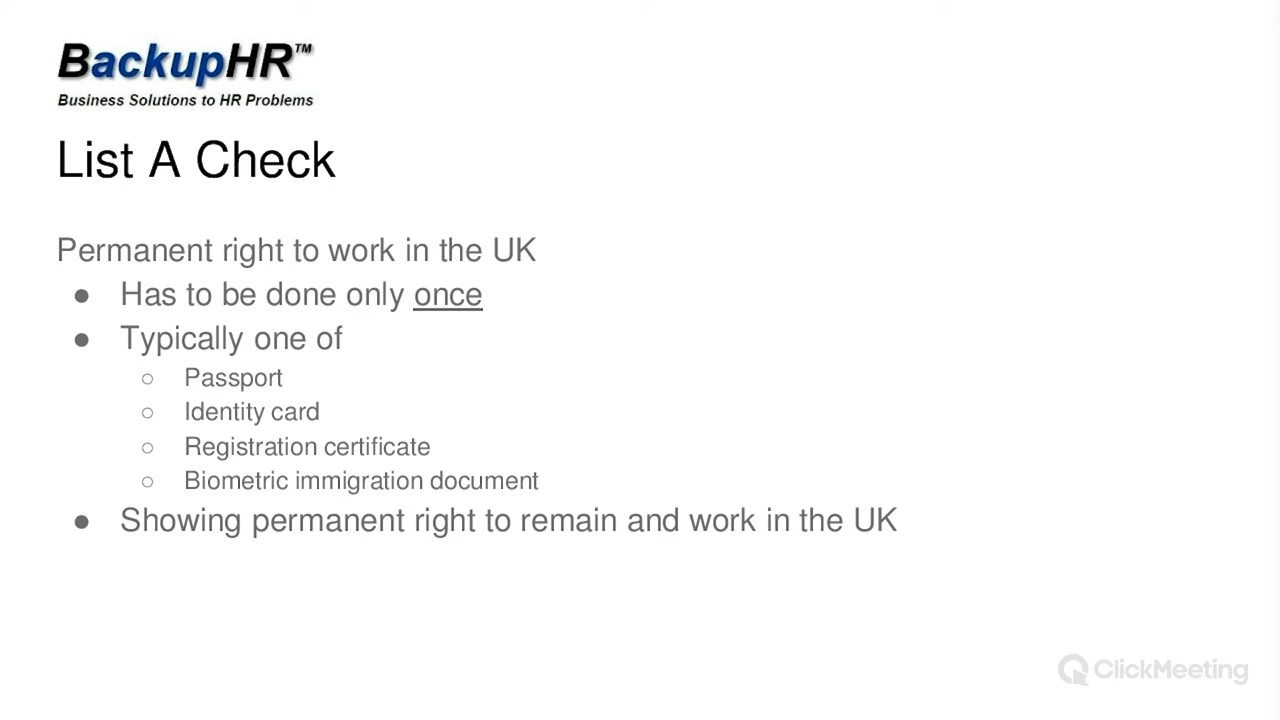 BackupHR™
Business Solutions to HR Problems
List A Check
Permanent right to work in the UK
● Has to be done only once
● Typically one of
○ Passport
○ Identity card
○ Registration certificate
○ Biometric immigration document
● Showing permanent right to remain and work in the UK
ClickMeeting